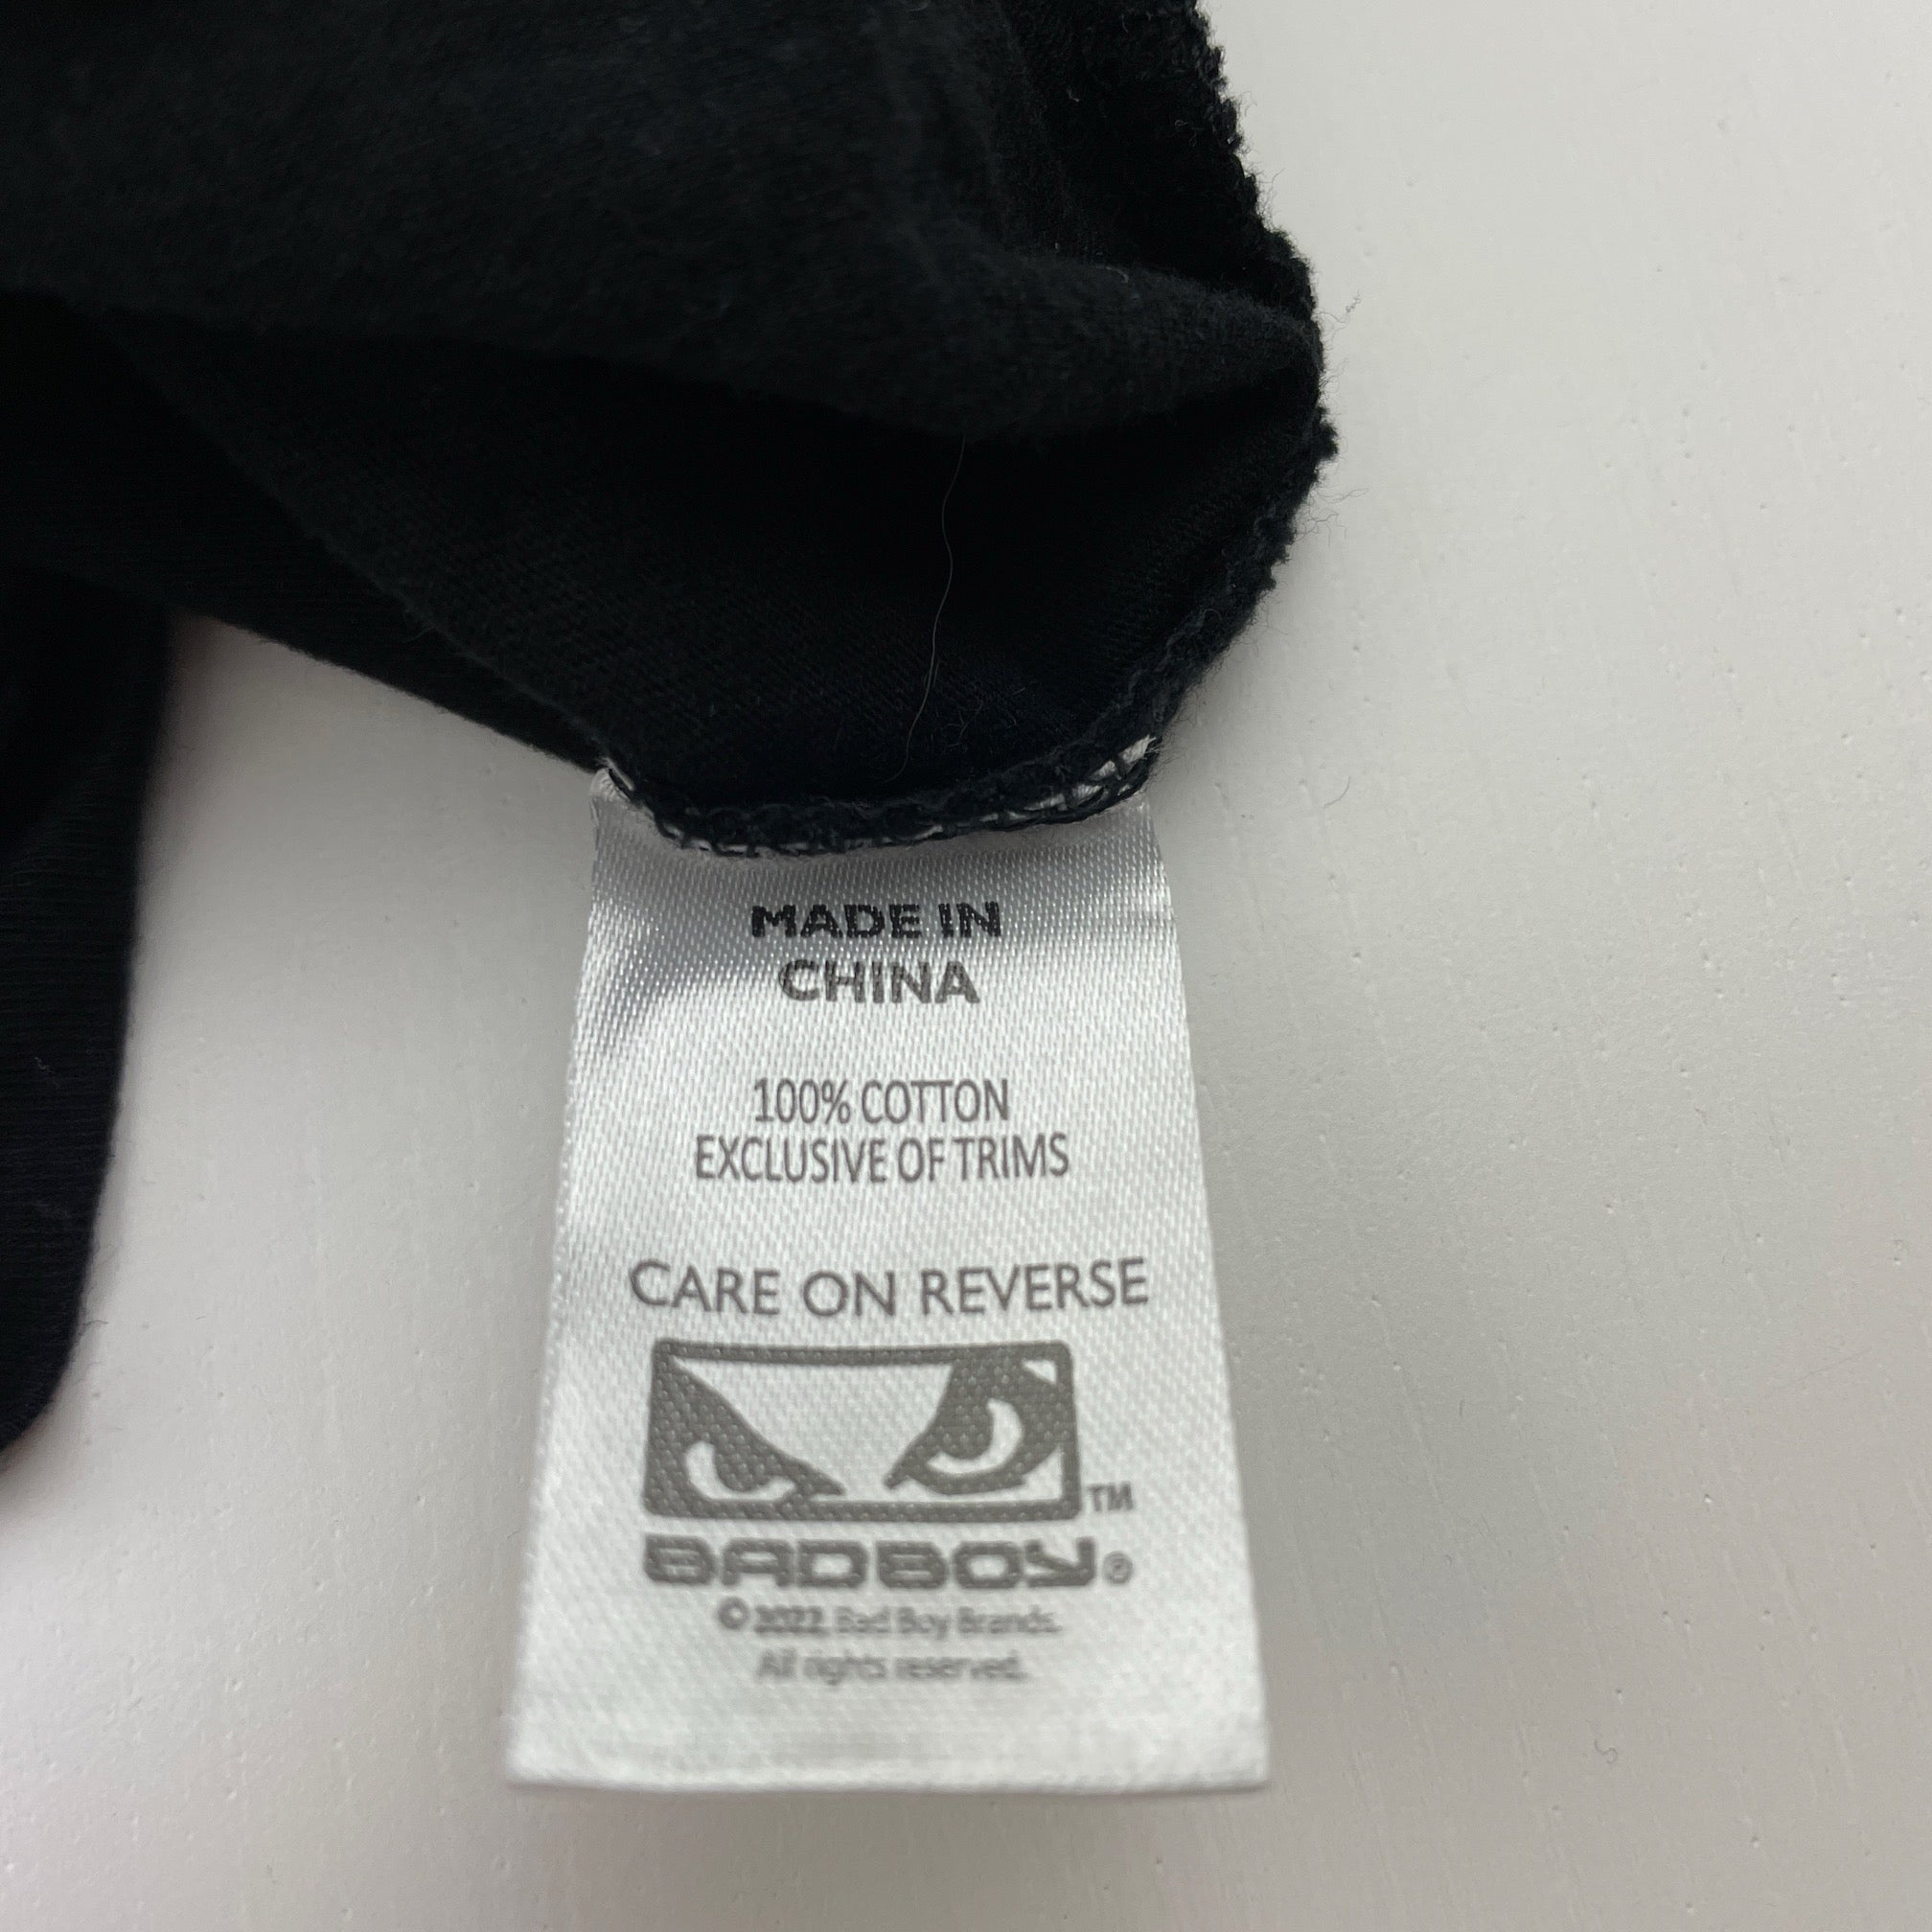 MADE IN
CHINA
100% COTTON
EXCLUSIVE OF TRIMS
CARE ON REVERSE
TM
BADBOY®
© 2022 Bad Boy Brands.
All rights reserved.